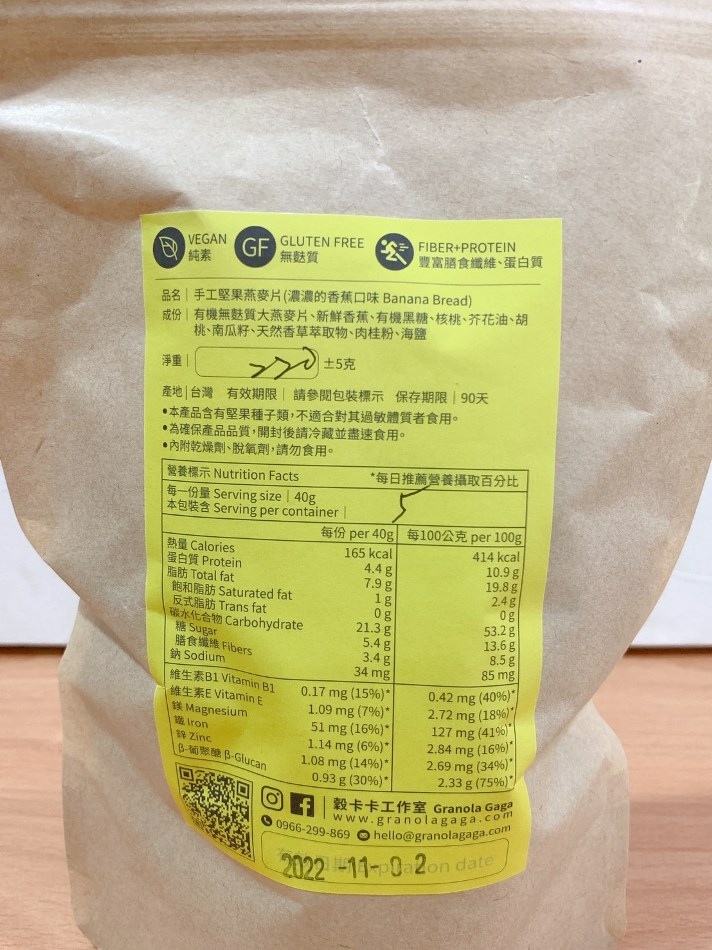 VEGAN
純素
GF
GLUTEN FREE
無麩質
FIBER+PROTEIN
豐富膳食纖維、蛋白質
品名｜手工堅果燕麥片(濃濃的香蕉口味 Banana Bread)
成份｜有機無麩質大燕麥片、新鮮香蕉、有機黑糖、核桃、芥花油、胡
桃、南瓜籽、天然香草萃取物、肉桂粉、海鹽
淨重｜220 ±5克
產地｜台灣 有效期限｜請參閱包裝標示 保存期限｜90天
•本產品含有堅果種子類，不適合對其過敏體質者食用。
•為確保產品品質，開封後請冷藏並盡速食用。
•內附乾燥劑、脫氧劑，請勿食用。
營養標示 Nutrition Facts *每日推薦營養攝取百分比
每一份量 Serving size｜40g
本包裝含 Serving per container｜5
每份 per 40g 每100公克 per 100g
熱量 Calories 165 kcal 414 kcal
蛋白質 Protein 4.4 g 10.9 g
脂肪 Total fat 7.9 g 19.8 g
飽和脂肪 Saturated fat 1 g 2.4 g
反式脂肪 Trans fat 0 g 0 g
碳水化合物 Carbohydrate 21.3 g 53.2 g
糖 Sugar 5.4 g 13.6 g
膳食纖維 Fibers 3.4 g 8.5 g
鈉 Sodium 34 mg 85 mg
維生素B1 Vitamin B1 0.17 mg (15%)* 0.42 mg (40%)*
維生素E Vitamin E 1.09 mg (7%)* 2.72 mg (18%)*
鎂 Magnesium 51 mg (16%)* 127 mg (41%)*
鐵 Iron 1.14 mg (6%)* 2.84 mg (16%)*
鋅 Zinc 1.08 mg (14%)* 2.69 mg (34%)*
β-葡聚醣 β-Glucan 0.93 g (30%)* 2.33 g (75%)*
穀卡卡工作室 Granola Gaga
www.granolagaga.com
0966-299-869 hello@granolagaga.com
Expiration date
2022 -11- 0 2